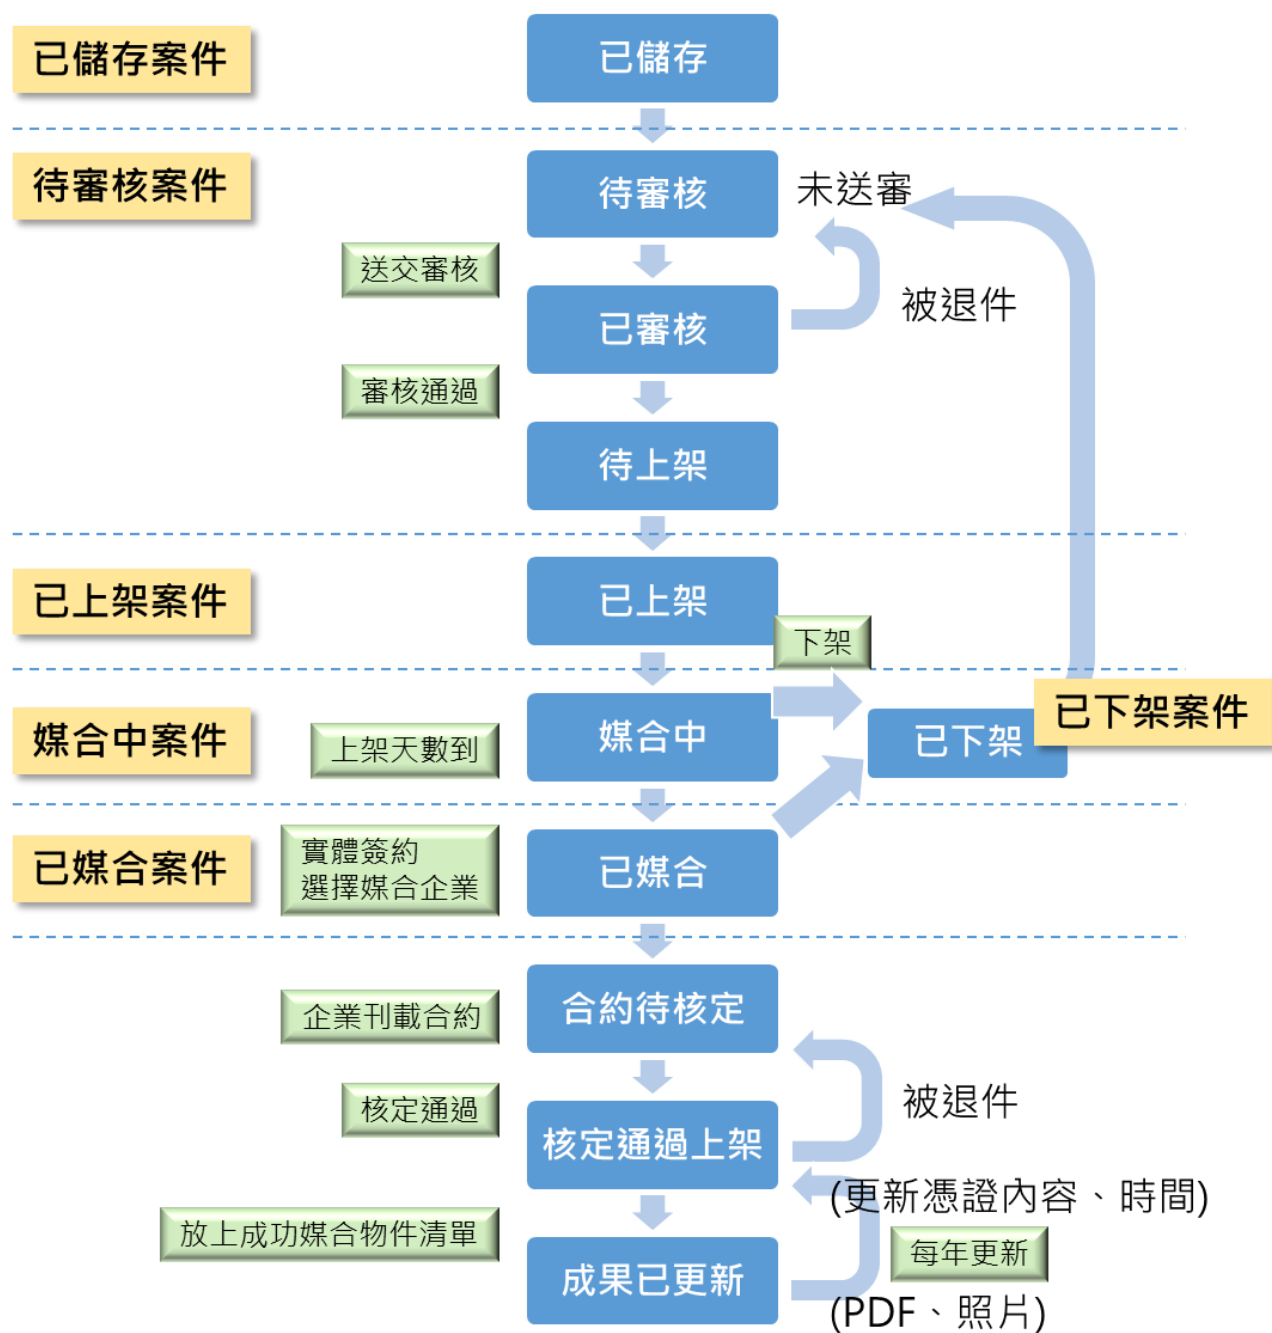 已儲存案件
已儲存
待審核案件
待審核
未送審
送交審核
已審核
被退件
審核通過
待上架
已上架案件
已上架
下架
媒合中案件
上架天數到
媒合中
已下架
已下架案件
已媒合案件
實體簽約
選擇媒合企業
已媒合
企業刊載合約
合約待核定
核定通過
被退件
核定通過上架
(更新憑證內容、時間)
放上成功媒合物件清單
每年更新
成果已更新
(PDF、照片)